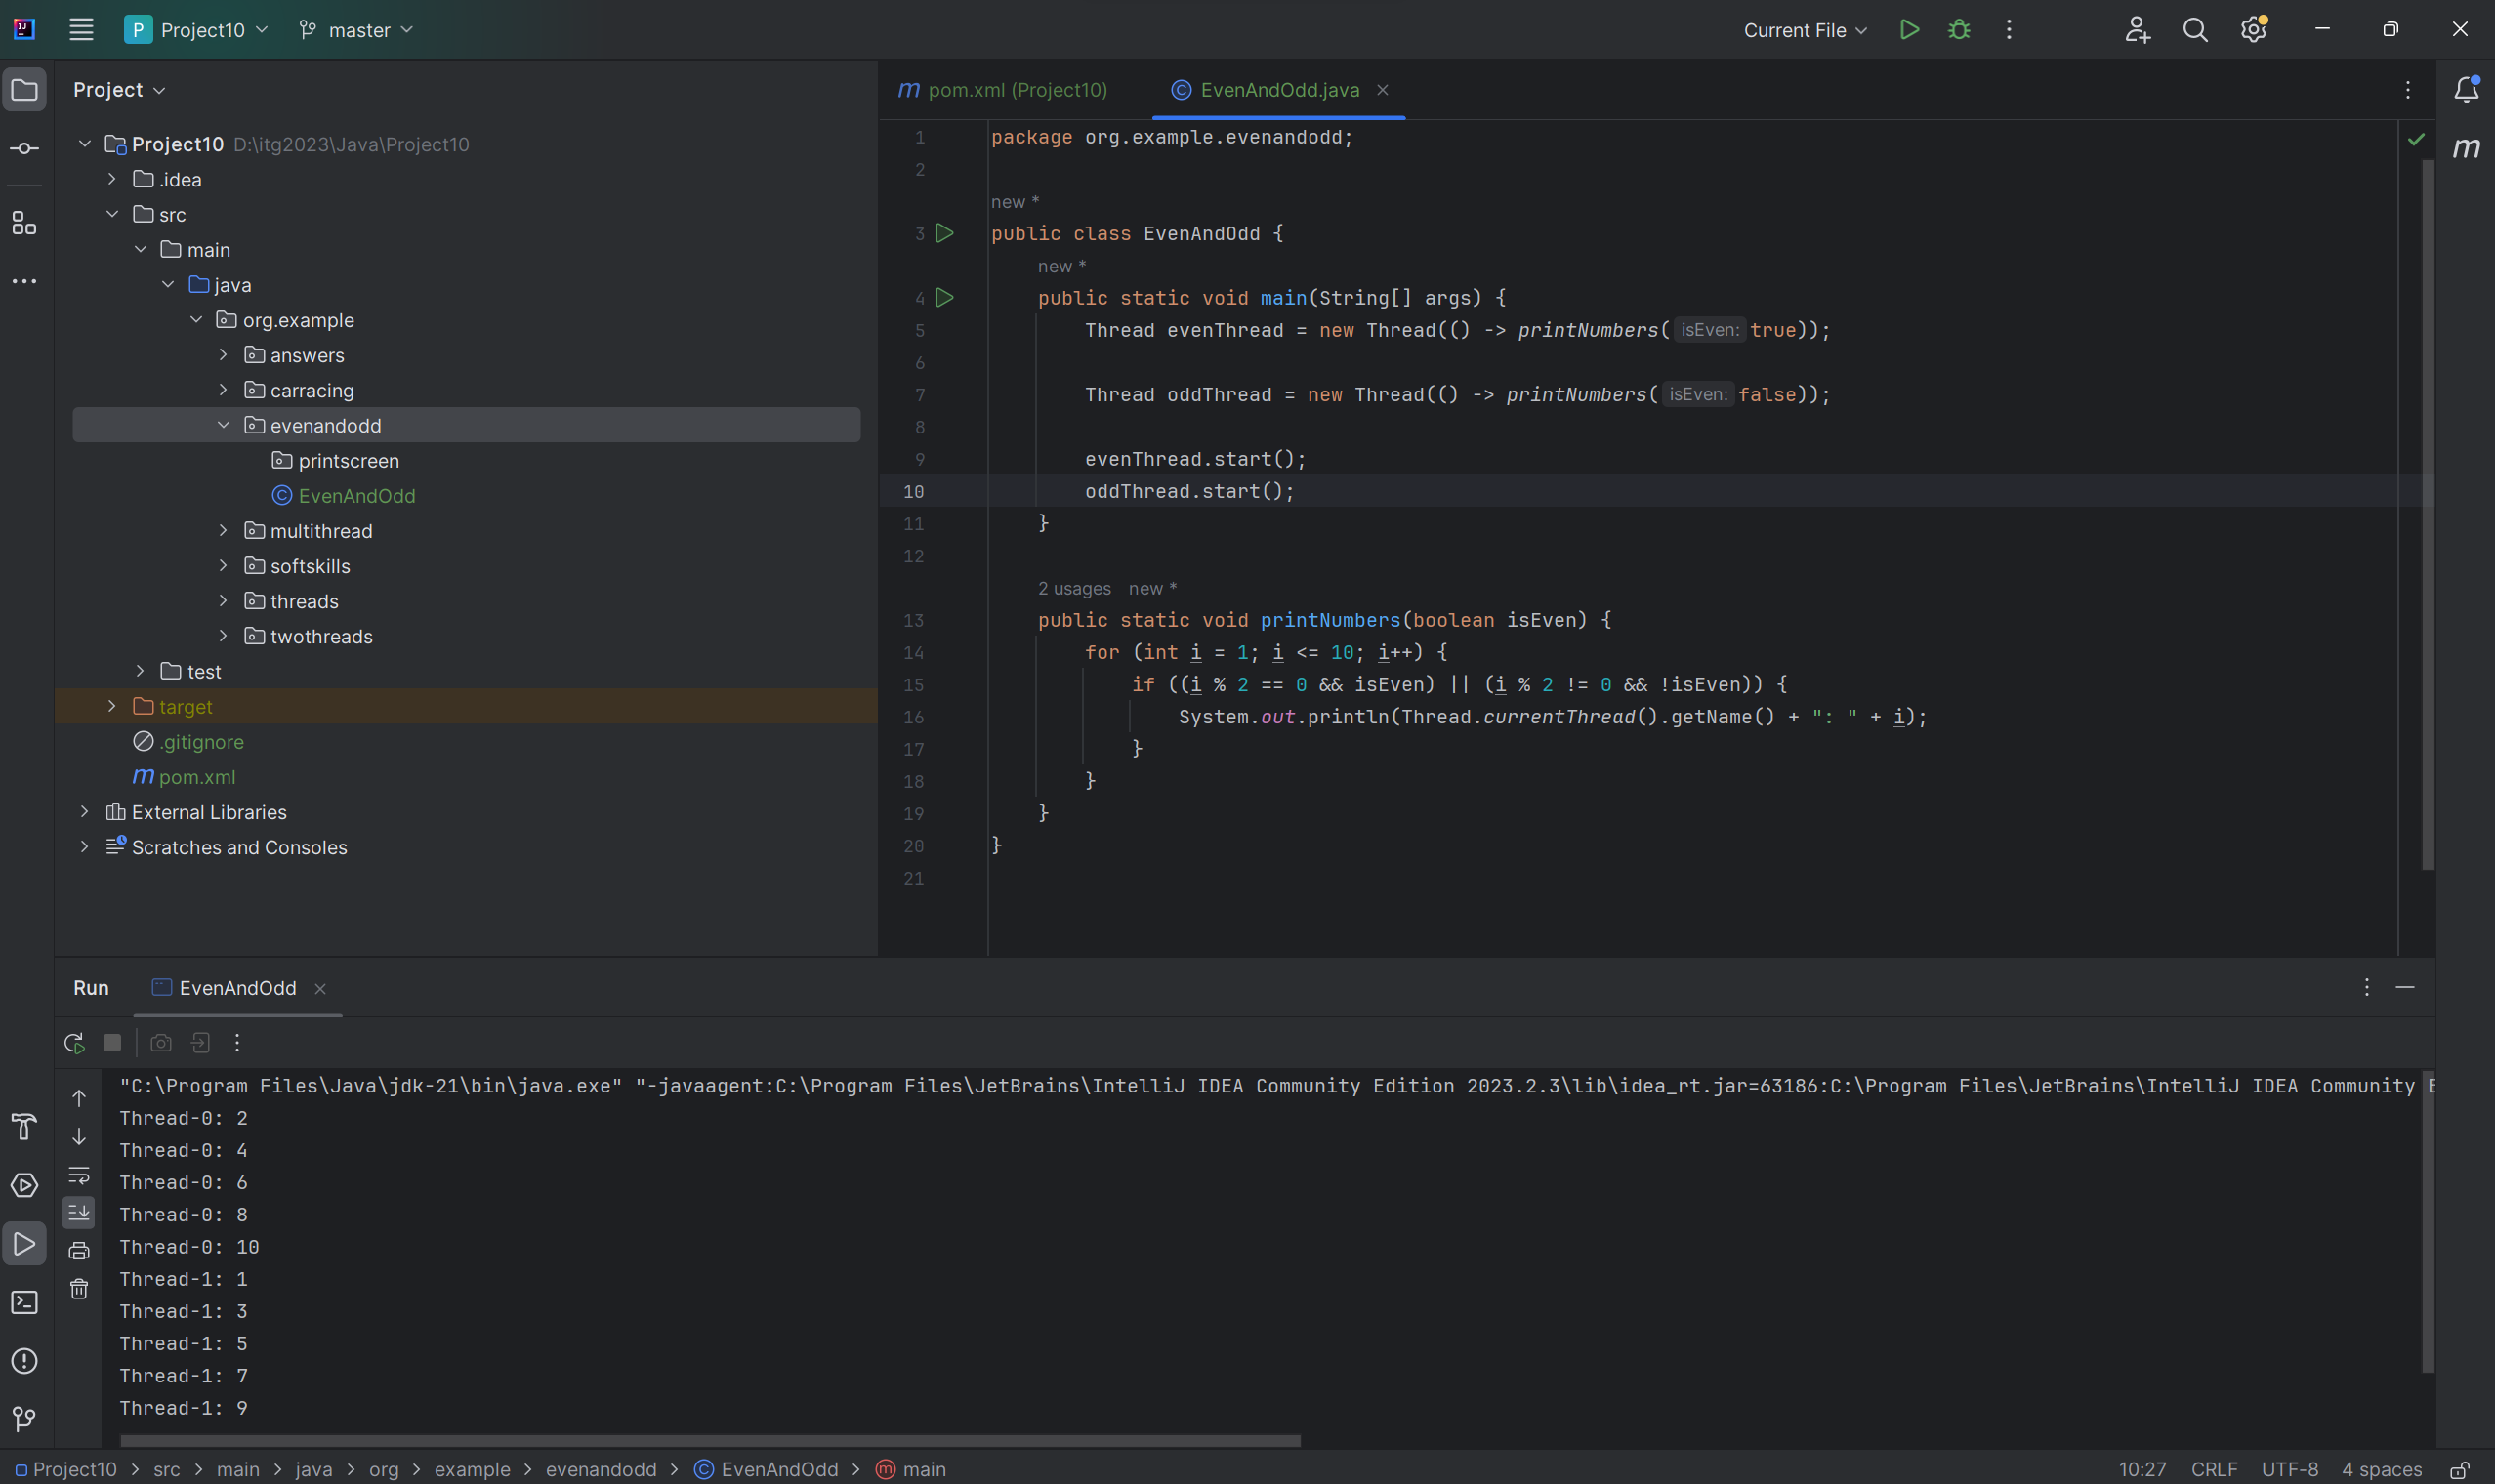 Project10 master Current File
Project
Project10 D:\itg2023\Java\Project10
.idea
src
main
java
org.example
answers
carracing
evenandodd
printscreen
EvenAndOdd
multithread
softskills
threads
twothreads
test
target
.gitignore
pom.xml
External Libraries
Scratches and Consoles
pom.xml (Project10) EvenAndOdd.java
1 package org.example.evenandodd;
2
new *
3 public class EvenAndOdd {
new *
4 public static void main(String[] args) {
5 Thread evenThread = new Thread(() -> printNumbers( isEven: true));
6
7 Thread oddThread = new Thread(() -> printNumbers( isEven: false));
8
9 evenThread.start();
10 oddThread.start();
11 }
12
2 usages new *
13 public static void printNumbers(boolean isEven) {
14 for (int i = 1; i <= 10; i++) {
15 if ((i % 2 == 0 && isEven) || (i % 2 != 0 && !isEven)) {
16 System.out.println(Thread.currentThread().getName() + ": " + i);
17 }
18 }
19 }
20 }
21
Run EvenAndOdd
"C:\Program Files\Java\jdk-21\bin\java.exe" "-javaagent:C:\Program Files\JetBrains\IntelliJ IDEA Community Edition 2023.2.3\lib\idea_rt.jar=63186:C:\Program Files\JetBrains\IntelliJ IDEA Community E
Thread-0: 2
Thread-0: 4
Thread-0: 6
Thread-0: 8
Thread-0: 10
Thread-1: 1
Thread-1: 3
Thread-1: 5
Thread-1: 7
Thread-1: 9
Project10 > src > main > java > org > example > evenandodd > EvenAndOdd > main 10:27 CRLF UTF-8 4 spaces